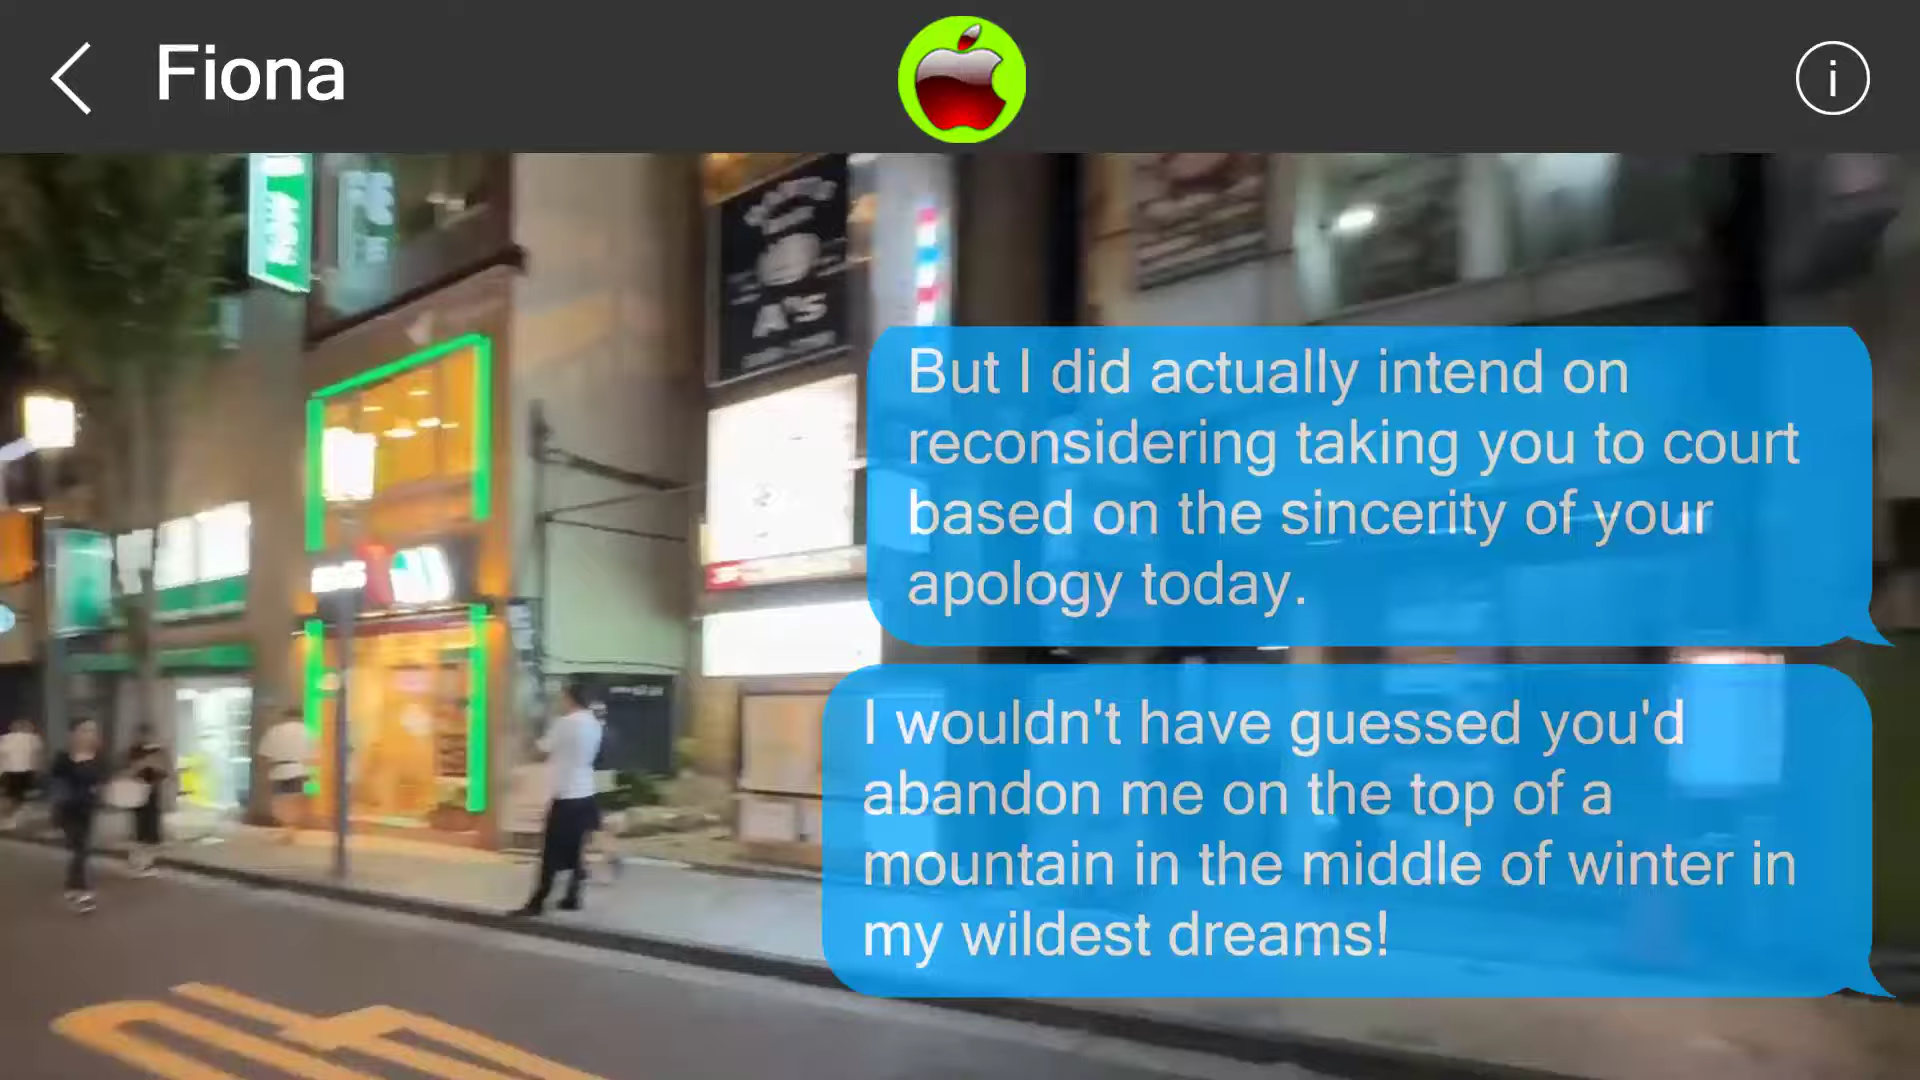 Fiona
But I did actually intend on
reconsidering taking you to court
based on the sincerity of your
apology today.
I wouldn't have guessed you'd
abandon me on the top of a
mountain in the middle of winter in
my wildest dreams!
A'S